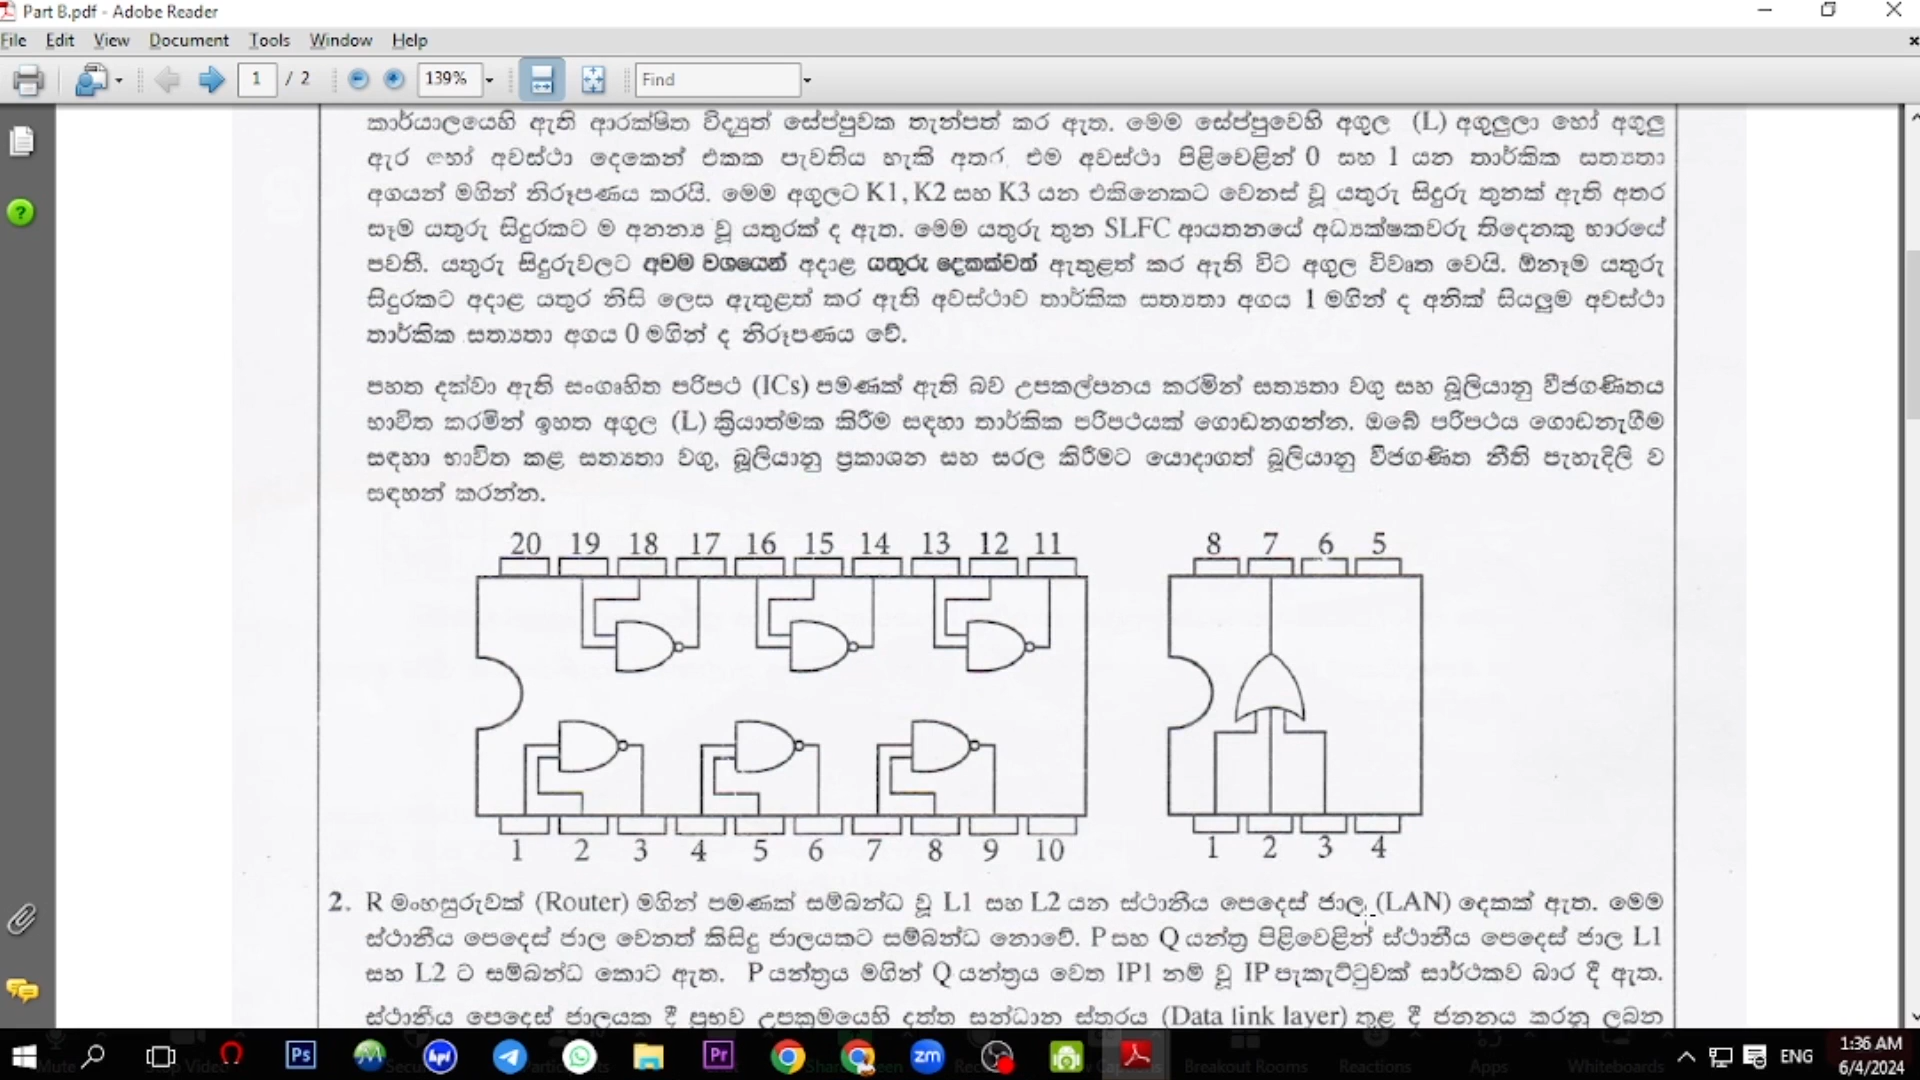 Part B.pdf - Adobe Reader
File Edit View Document Tools Window Help
1 / 2 139% Find
කාර්යාලයෙහි ඇති ආරක්ෂිත විද්‍යුත් සේප්පුවක තැන්පත් කර ඇත. මෙම සේප්පුවෙහි අගුල (L) අගුලුලා හෝ අගුලු
ඇර හෝ අවස්ථා දෙකෙන් එකක පැවතිය හැකි අතර, එම අවස්ථා පිළිවෙළින් 0 සහ 1 යන තාර්කික සත්‍යතා
අගයන් මගින් නිරූපණය කරයි. මෙම අගුලට K1, K2 සහ K3 යන එකිනෙකට වෙනස් වූ යතුරු සිදුරු තුනක් ඇති අතර
සෑම යතුරු සිදුරකට ම අනන්‍ය වූ යතුරක් ද ඇත. මෙම යතුරු තුන SLFC ආයතනයේ අධ්‍යක්ෂකවරු තිදෙනකු භාරයේ
පවතී. යතුරු සිදුරුවලට අවම වශයෙන් අදාළ යතුරු දෙකක්වත් ඇතුළත් කර ඇති විට අගුල විවෘත වෙයි. ඕනෑම යතුරු
සිදුරකට අදාළ යතුර නිසි ලෙස ඇතුළත් කර ඇති අවස්ථාව තාර්කික සත්‍යතා අගය 1 මගින් ද අනික් සියලුම අවස්ථා
තාර්කික සත්‍යතා අගය 0 මගින් ද නිරූපණය වේ.
පහත දක්වා ඇති සංගෘහිත පරිපථ (ICs) පමණක් ඇති බව උපකල්පනය කරමින් සත්‍යතා වගු සහ බූලියානු වීජගණිතය
භාවිත කරමින් ඉහත අගුල (L) ක්‍රියාත්මක කිරීම සඳහා තාර්කික පරිපථයක් ගොඩනගන්න. ඔබේ පරිපථය ගොඩනැගීම
සඳහා භාවිත කළ සත්‍යතා වගු, බූලියානු ප්‍රකාශන සහ සරල කිරීමට යොදාගත් බූලියානු වීජගණිත නීති පැහැදිලි ව
සඳහන් කරන්න.
20 19 18 17 16 15 14 13 12 11 8 7 6 5
1 2 3 4 5 6 7 8 9 10 1 2 3 4
2. R මංහසුරුවක් (Router) මගින් පමණක් සම්බන්ධ වූ L1 සහ L2 යන ස්ථානීය පෙදෙස් ජාල (LAN) දෙකක් ඇත. මෙම
ස්ථානීය පෙදෙස් ජාල වෙනත් කිසිදු ජාලයකට සම්බන්ධ නොවේ. P සහ Q යන්ත්‍ර පිළිවෙළින් ස්ථානීය පෙදෙස් ජාල L1
සහ L2 ට සම්බන්ධ කොට ඇත. P යන්ත්‍රය මගින් Q යන්ත්‍රය වෙත IP1 නම් වූ IP පැකැට්ටුවක් සාර්ථකව බාර දී ඇත.
ස්ථානීය පෙදෙස් ජාලයක දී ප්‍රභව උපක්‍රමයෙහි දත්ත සන්ධාන ස්තරය (Data link layer) තුළ දී ජනනය කරනු ලබන
Ps Pr zm ENG 1:36 AM
Breakout Rooms Reactions Apps Whiteboards
6/4/2024